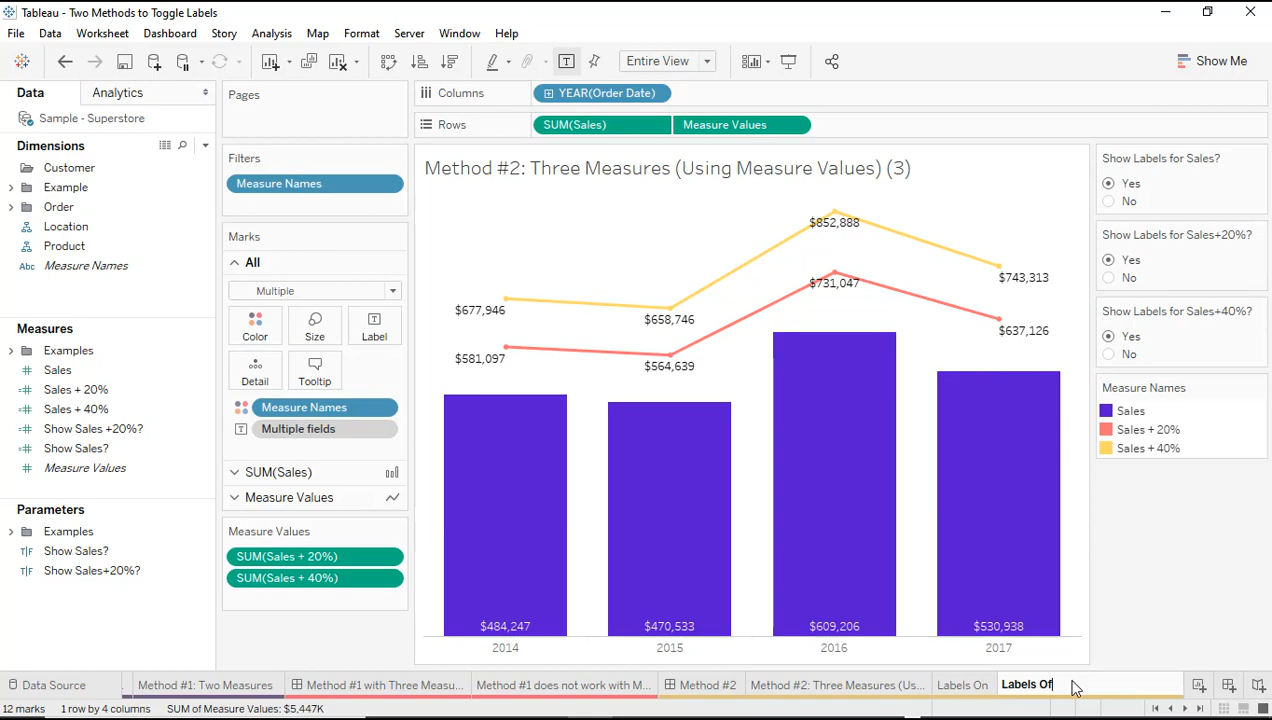 Tableau - Two Methods to Toggle Labels
File Data Worksheet Dashboard Story Analysis Map Format Server Window Help
Entire View
Show Me
Data Analytics
Sample - Superstore
Dimensions
Customer
Example
Order
Location
Product
Abc Measure Names
Measures
Examples
Sales
Sales + 20%
Sales + 40%
Show Sales +20%?
Show Sales?
Measure Values
Parameters
Examples
Show Sales?
Show Sales+20%?
Pages
Filters
Measure Names
Marks
All
Multiple
Color Size Label
Detail Tooltip
Measure Names
Multiple fields
SUM(Sales)
Measure Values
Measure Values
SUM(Sales + 20%)
SUM(Sales + 40%)
Columns YEAR(Order Date)
Rows SUM(Sales) Measure Values
Method #2: Three Measures (Using Measure Values) (3)
$852,888
$743,313
$677,946
$658,746
$731,047
$637,126
$581,097
$564,639
$484,247 $470,533 $609,206 $530,938
2014 2015 2016 2017
Show Labels for Sales?
Yes
No
Show Labels for Sales+20%?
Yes
No
Show Labels for Sales+40%?
Yes
No
Measure Names
Sales
Sales + 20%
Sales + 40%
Data Source Method #1: Two Measures Method #1 with Three Measu... Method #1 does not work with M... Method #2 Method #2: Three Measures (Us... Labels On Labels Of
12 marks 1 row by 4 columns SUM of Measure Values: $5,447K